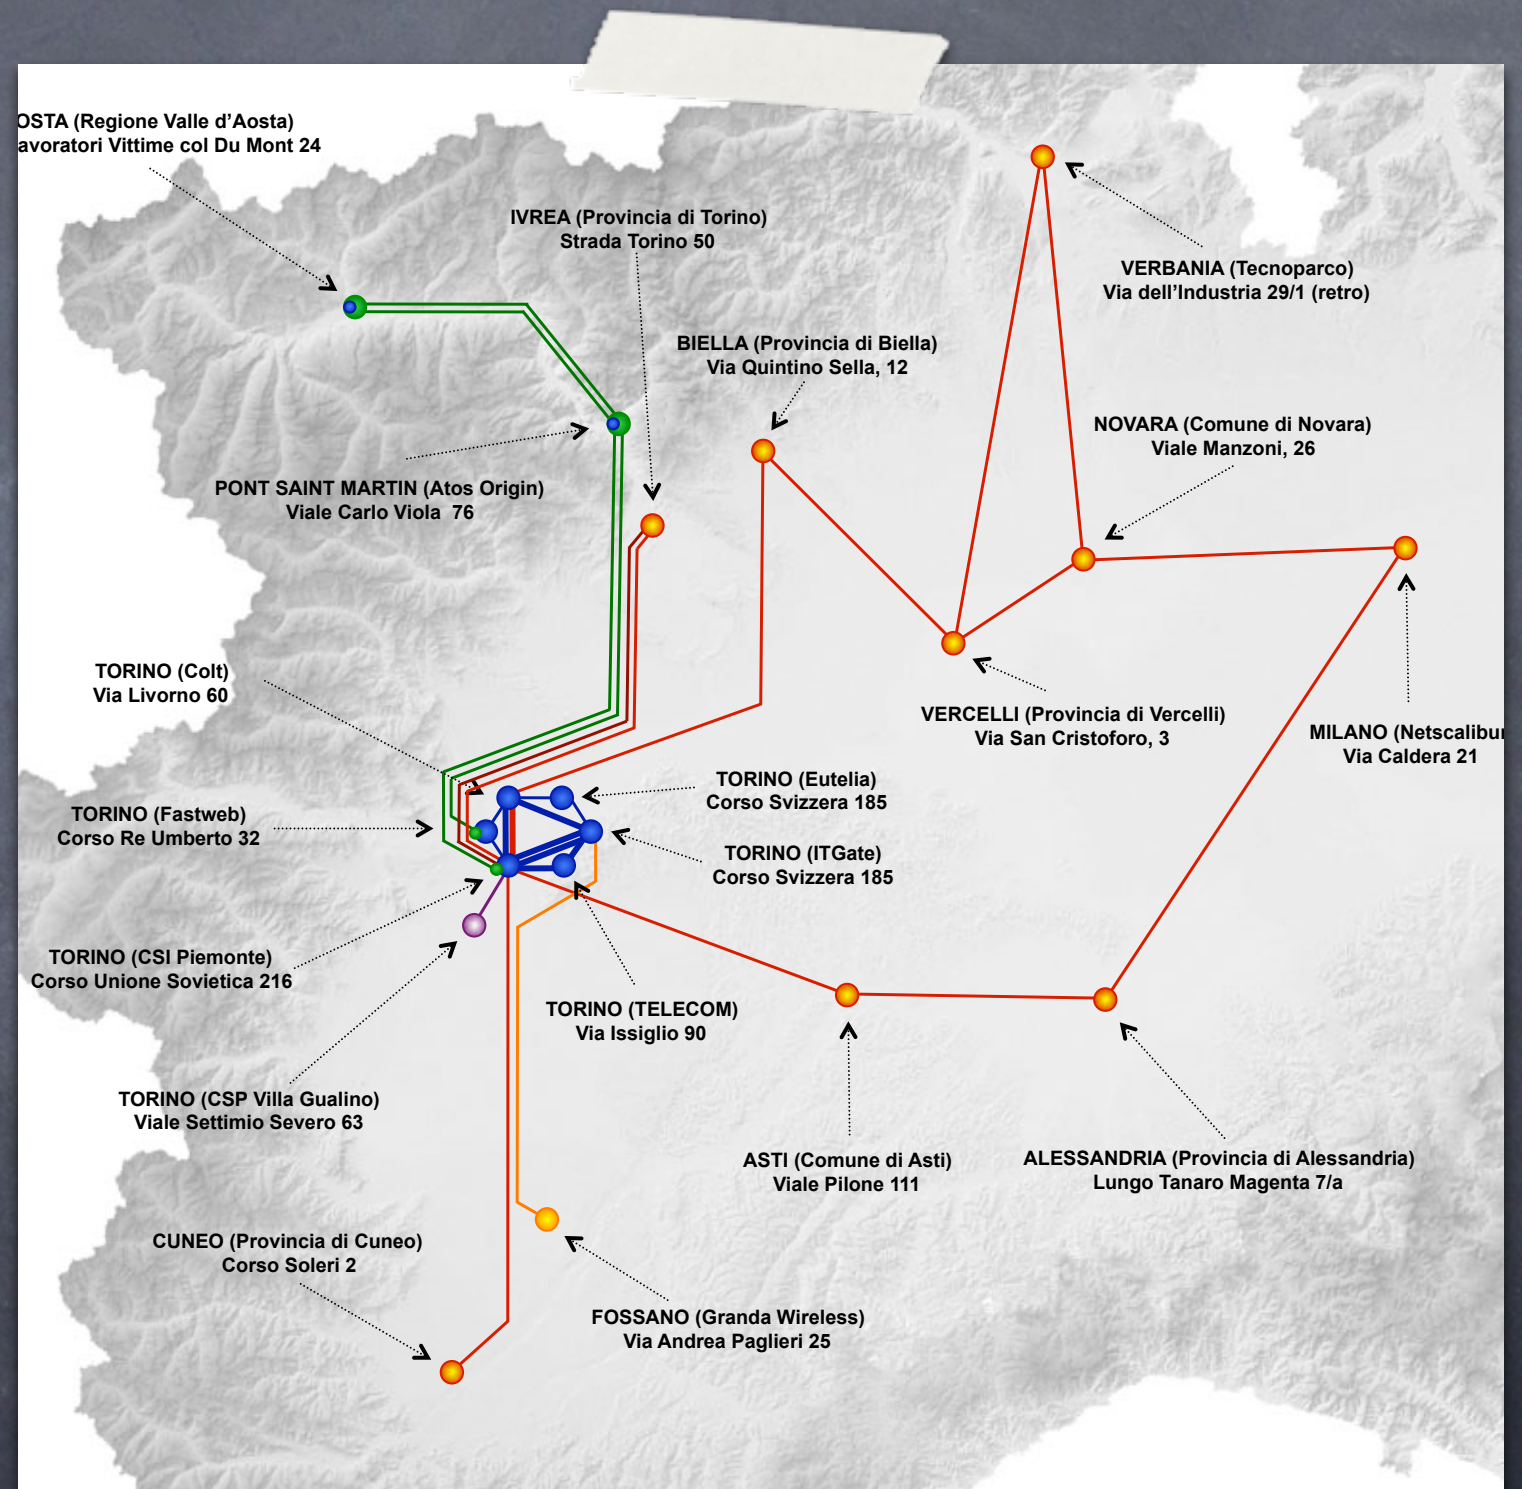 OSTA (Regione Valle d'Aosta)
avoratori Vittime col Du Mont 24
IVREA (Provincia di Torino)
Strada Torino 50
VERBANIA (Tecnoparco)
Via dell'Industria 29/1 (retro)
BIELLA (Provincia di Biella)
Via Quintino Sella, 12
NOVARA (Comune di Novara)
Viale Manzoni, 26
PONT SAINT MARTIN (Atos Origin)
Viale Carlo Viola 76
TORINO (Colt)
Via Livorno 60
VERCELLI (Provincia di Vercelli)
Via San Cristoforo, 3
MILANO (Netscalibur
Via Caldera 21
TORINO (Eutelia)
Corso Svizzera 185
TORINO (Fastweb)
Corso Re Umberto 32
TORINO (ITGate)
Corso Svizzera 185
TORINO (CSI Piemonte)
Corso Unione Sovietica 216
TORINO (TELECOM)
Via Issiglio 90
TORINO (CSP Villa Gualino)
Viale Settimio Severo 63
ASTI (Comune di Asti)
Viale Pilone 111
ALESSANDRIA (Provincia di Alessandria)
Lungo Tanaro Magenta 7/a
CUNEO (Provincia di Cuneo)
Corso Soleri 2
FOSSANO (Granda Wireless)
Via Andrea Paglieri 25